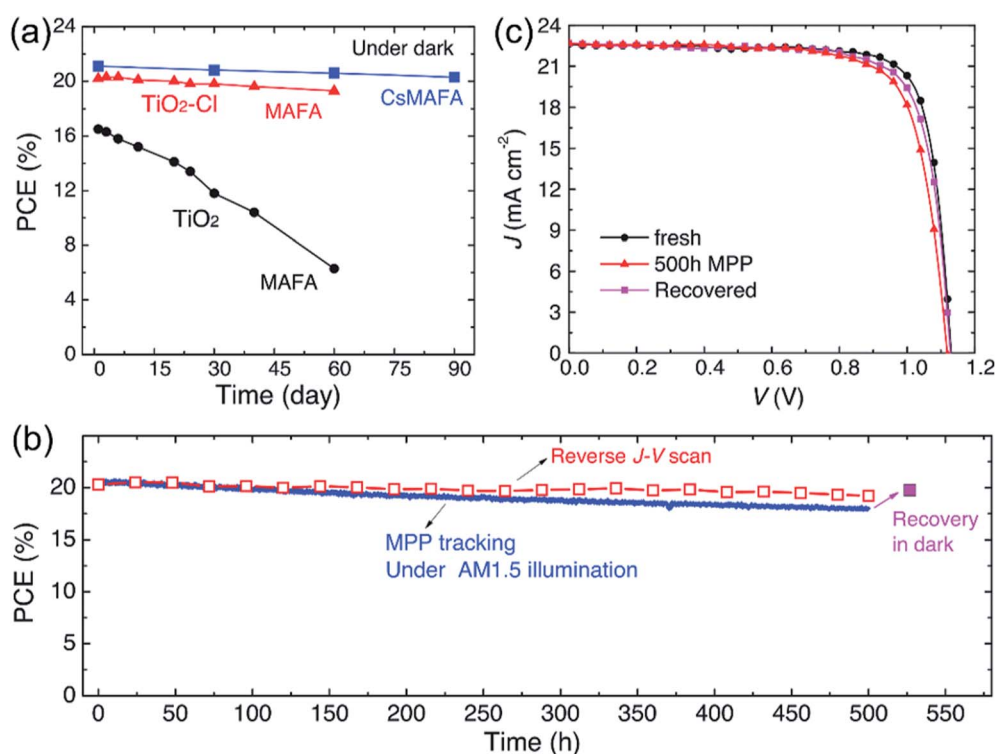 (a)
24
20
16
12
8
4
0
PCE (%)
Under dark
TiO₂-Cl
MAFA
CsMAFA
TiO₂
MAFA
0 15 30 45 60 75 90
Time (day)
(c)
24
21
18
15
12
9
6
3
0
J (mA cm⁻²)
fresh
500h MPP
Recovered
0.0 0.2 0.4 0.6 0.8 1.0 1.2
V (V)
(b)
20
15
10
5
0
PCE (%)
Reverse J-V scan
MPP tracking
Under AM1.5 illumination
Recovery
in dark
0 50 100 150 200 250 300 350 400 450 500 550
Time (h)